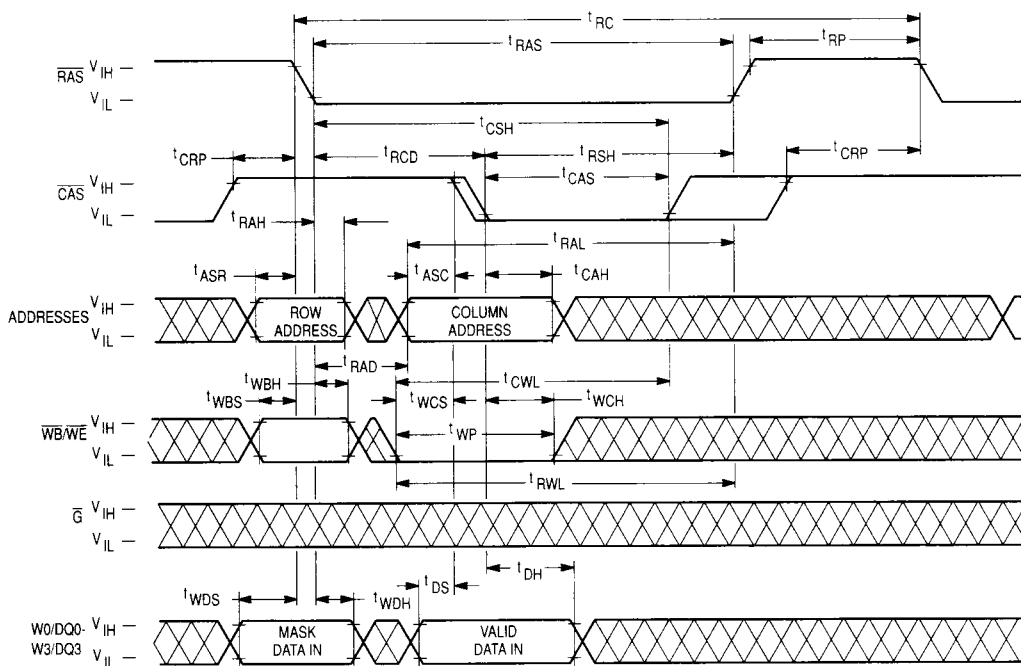 tRC
tRAS
tRP
RAS VIH
VIL
tCSH
tCRP
tRCD
tRSH
tCRP
CAS VIH
VIL
tCAS
tRAH
tRAL
tASR
tASC
tCAH
ADDRESSES VIH
VIL
ROW ADDRESS
COLUMN ADDRESS
tRAD
tWBH
tCWL
tWBS
tWCS
tWCH
WB/WE VIH
VIL
tWP
tRWL
G VIH
VIL
tWDS
tWDH
tDS
tDH
W0/DQ0- VIH
W3/DQ3 VIL
MASK DATA IN
VALID DATA IN